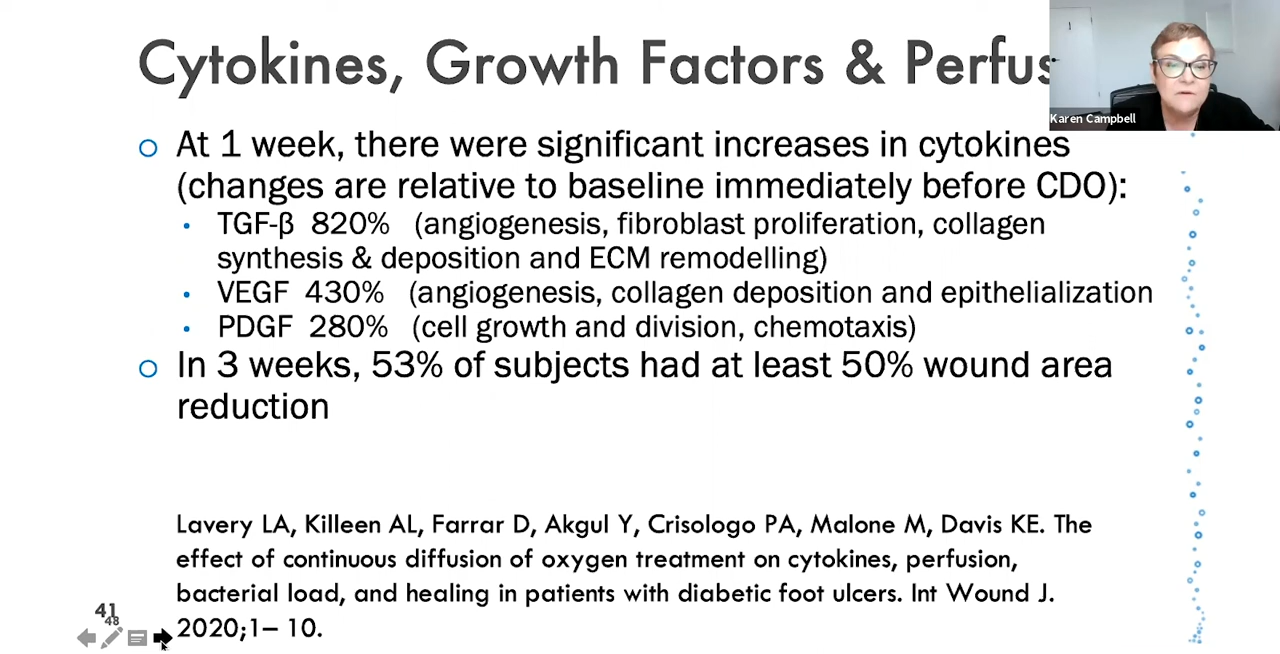 Cytokines, Growth Factors & Perfus
Karen Campbell
At 1 week, there were significant increases in cytokines
(changes are relative to baseline immediately before CDO):
TGF-β 820% (angiogenesis, fibroblast proliferation, collagen
synthesis & deposition and ECM remodelling)
VEGF 430% (angiogenesis, collagen deposition and epithelialization
PDGF 280% (cell growth and division, chemotaxis)
In 3 weeks, 53% of subjects had at least 50% wound area
reduction
Lavery LA, Killeen AL, Farrar D, Akgul Y, Crisologo PA, Malone M, Davis KE. The
effect of continuous diffusion of oxygen treatment on cytokines, perfusion,
bacterial load, and healing in patients with diabetic foot ulcers. Int Wound J.
2020;1– 10.
41
48